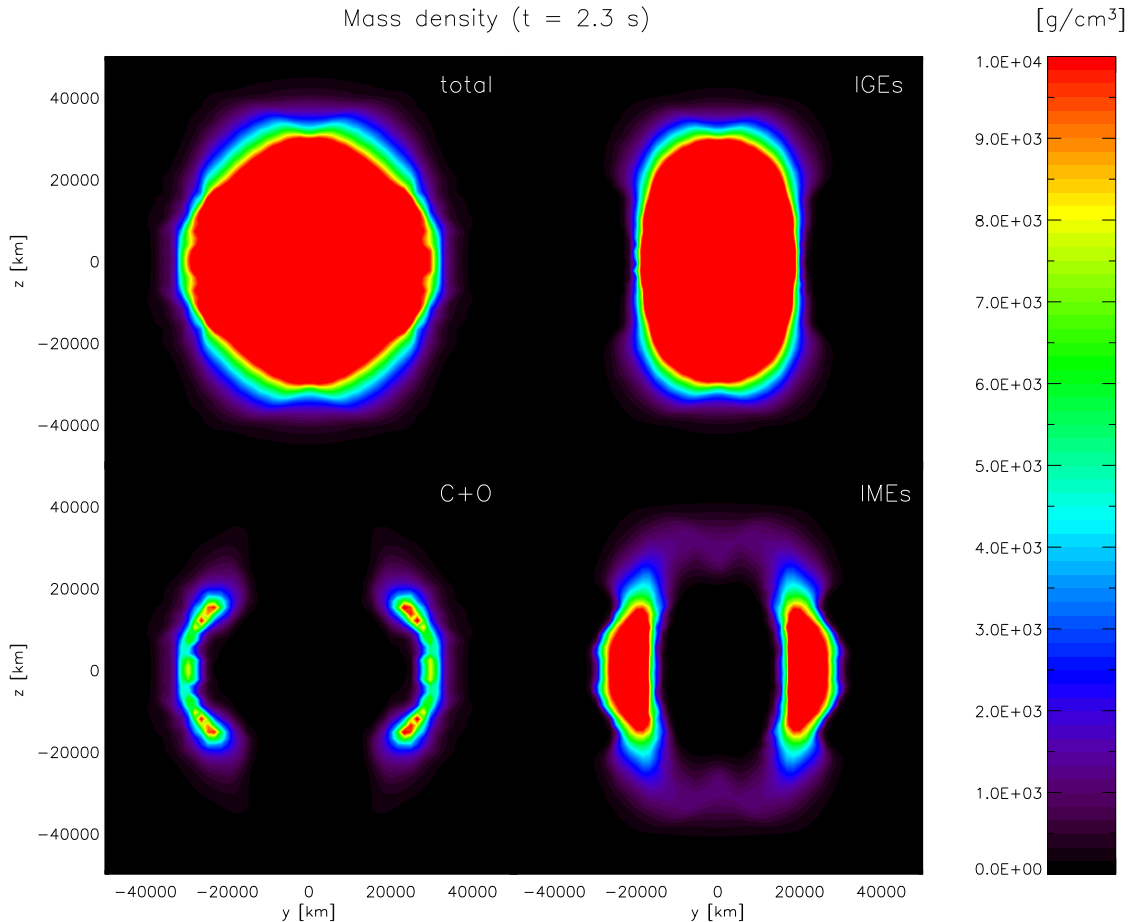 Mass density (t = 2.3 s)
[g/cm³]
total
IGEs
C+O
IMEs
z [km]
40000
20000
0
−20000
−40000
z [km]
40000
20000
0
−20000
−40000
−40000 −20000 0 20000 40000
y [km]
−40000 −20000 0 20000 40000
y [km]
1.0E+04
9.0E+03
8.0E+03
7.0E+03
6.0E+03
5.0E+03
4.0E+03
3.0E+03
2.0E+03
1.0E+03
0.0E+00